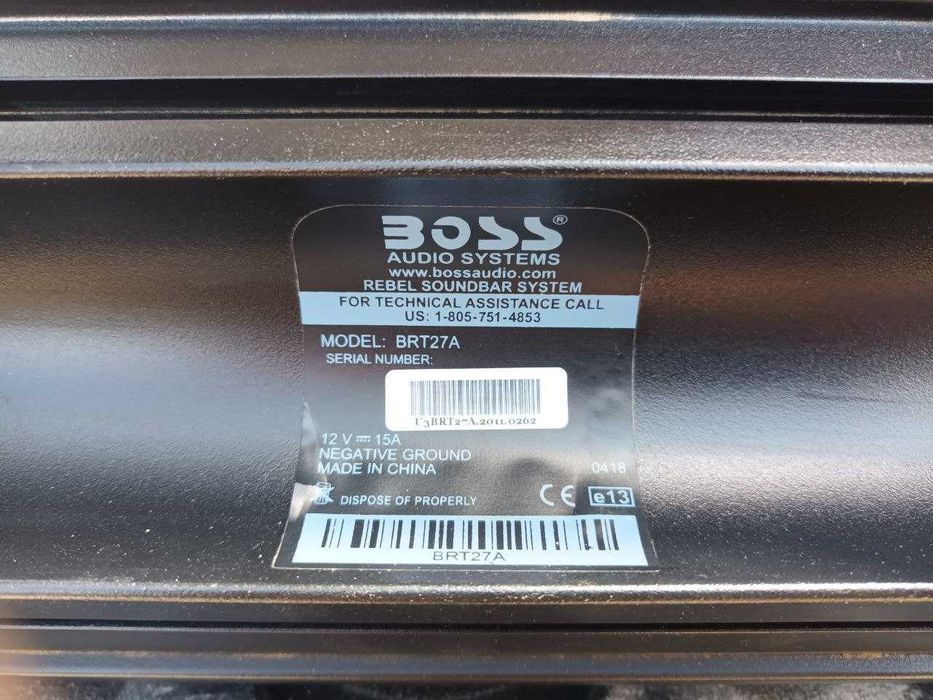 BOSS®
AUDIO SYSTEMS
www.bossaudio.com
REBEL SOUNDBAR SYSTEM
FOR TECHNICAL ASSISTANCE CALL
US: 1-805-751-4853
MODEL: BRT27A
SERIAL NUMBER:
U3BRT27A.2011.0262
12 V ⎓ 15A
NEGATIVE GROUND
MADE IN CHINA 0418
DISPOSE OF PROPERLY CE e13
BRT27A